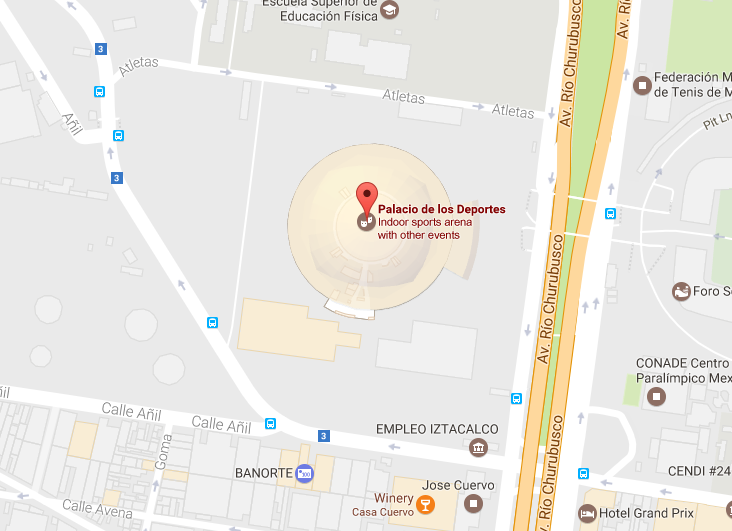 Escuela Superior de
Educación Física
Av. Río Churubusco
Av. Río
3
Atletas
Federación M
de Tenis de M
Atletas
Atletas
Añil
Pit Ln
3
Palacio de los Deportes
Indoor sports arena
with other events
Av. Río Churubusco
Foro S
CONADE Centro
Paralímpico Mex
Calle Añil
Calle Añil
3
EMPLEO IZTACALCO
Goma
BANORTE
CENDI #24
Jose Cuervo
Winery
Casa Cuervo
Calle Avena
Río Churubusco
Hotel Grand Prix